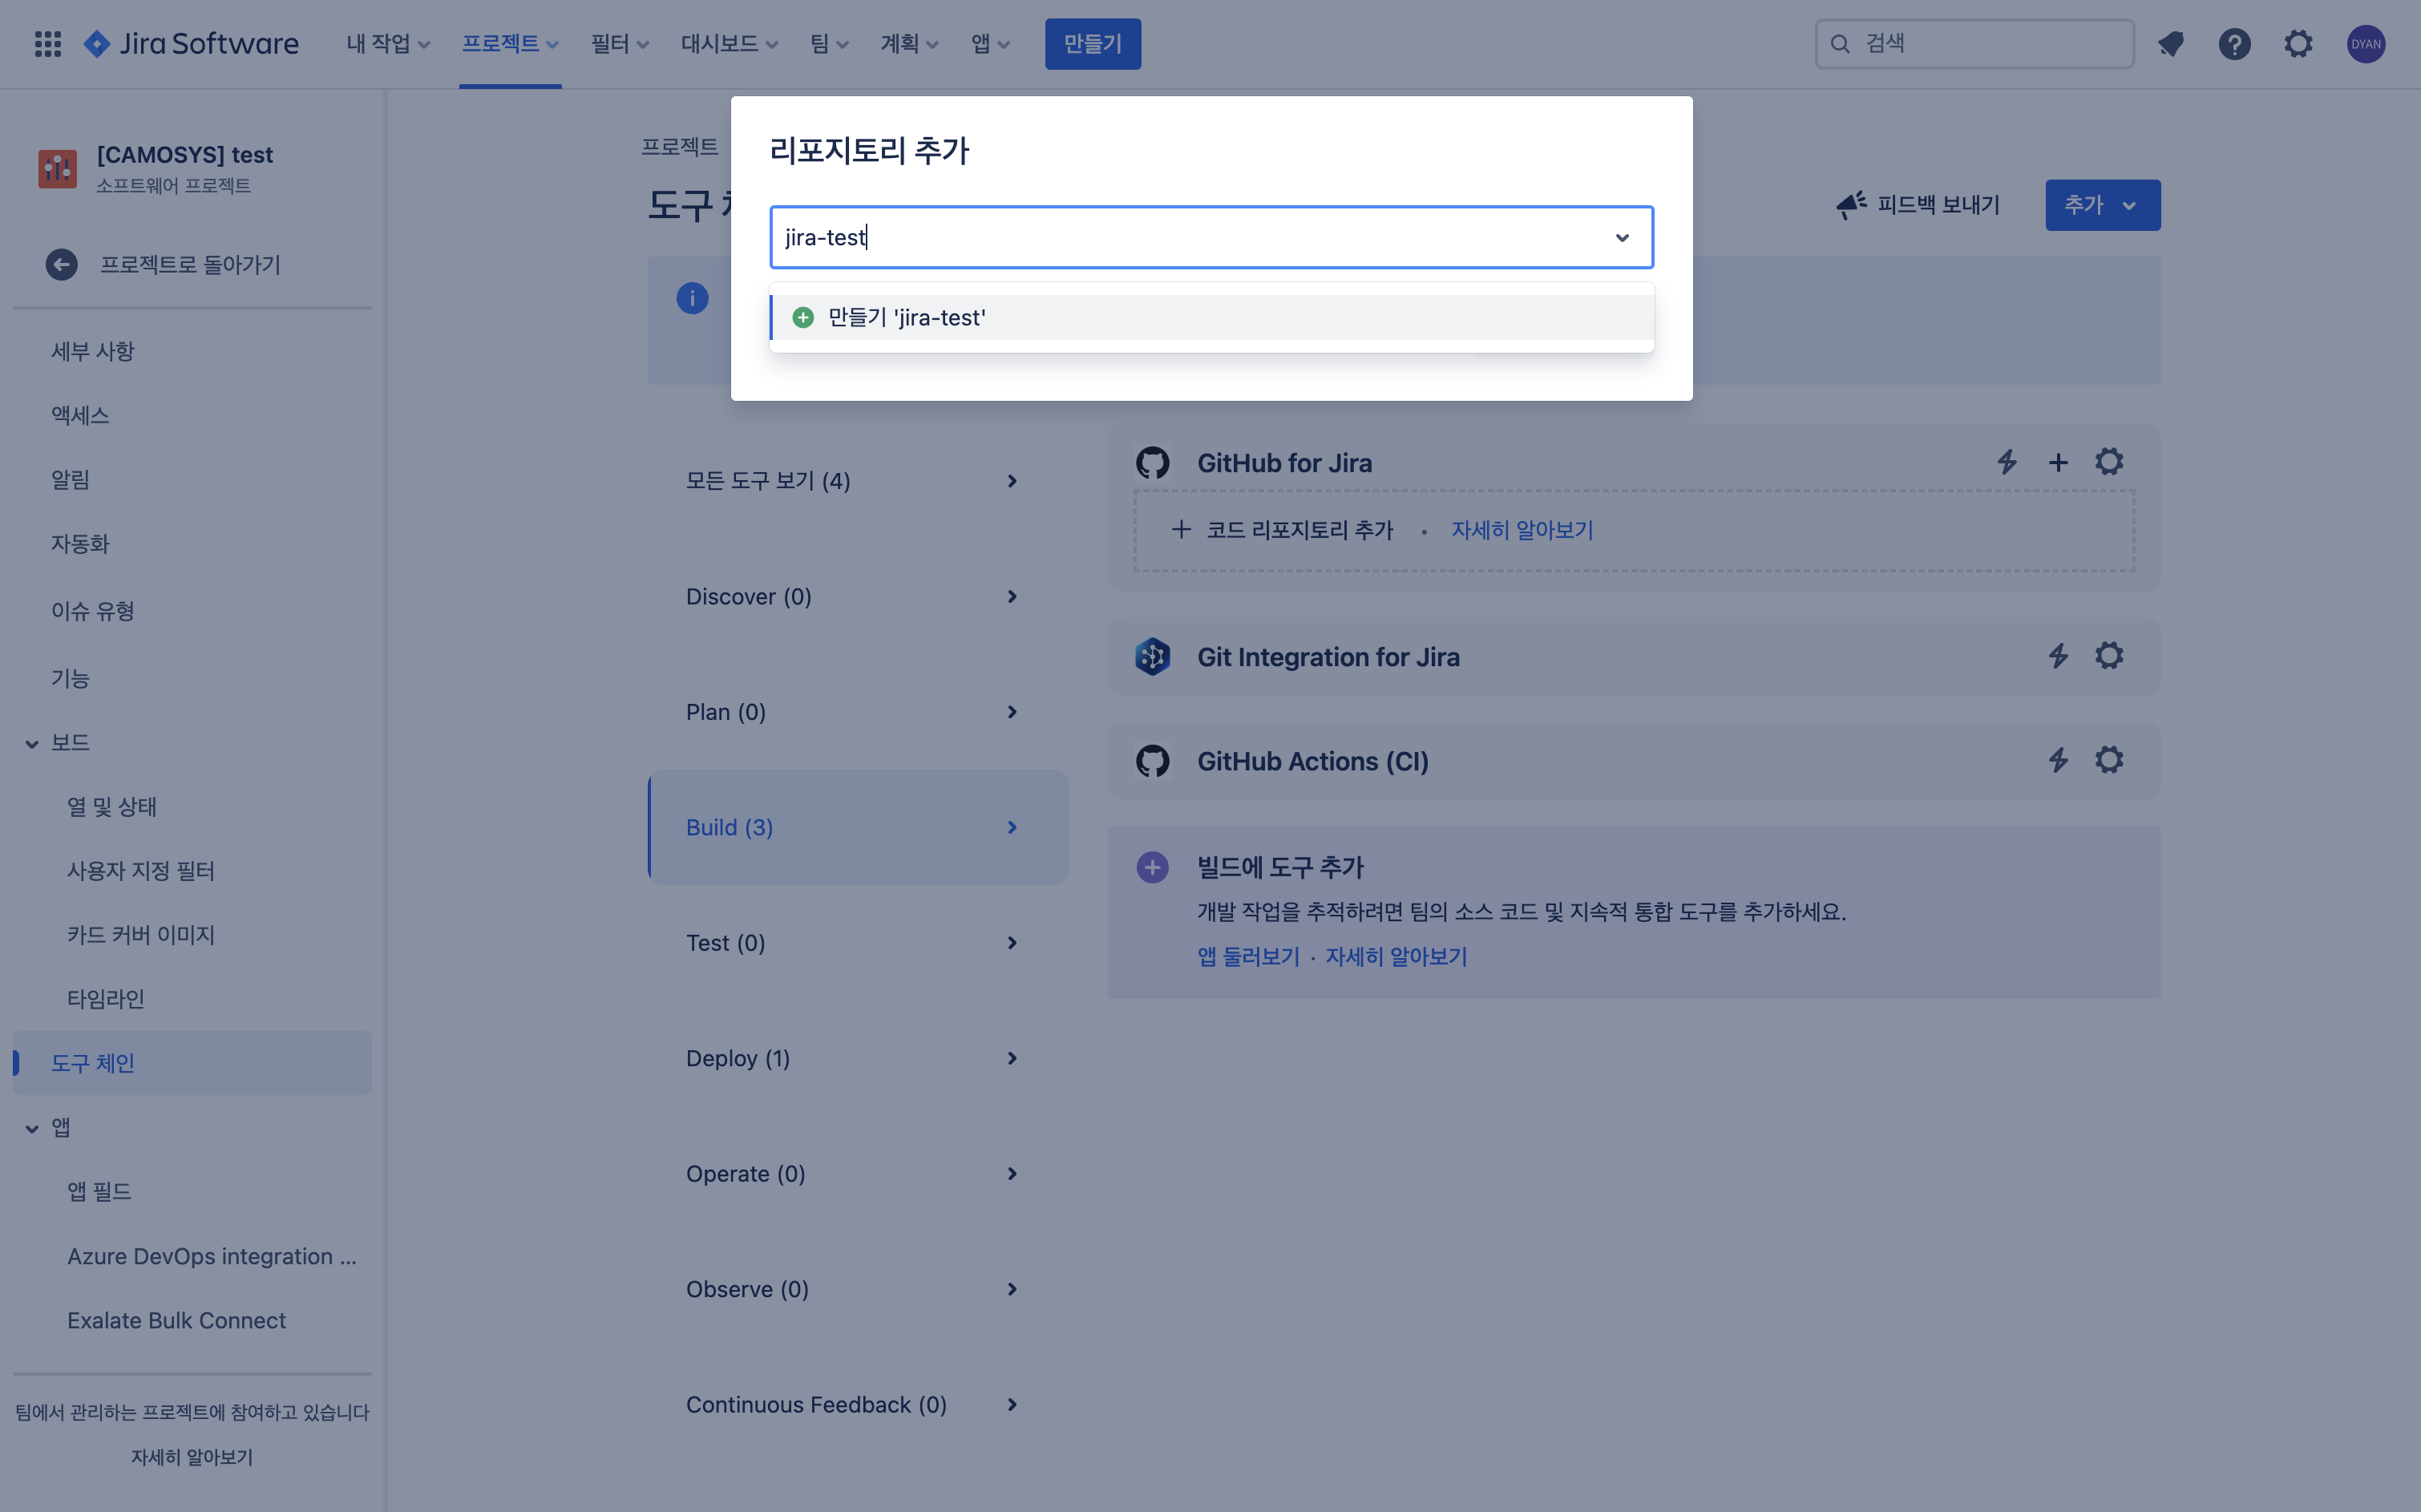 Jira Software
내 작업
프로젝트
필터
대시보드
팀
계획
앱
만들기
검색
DYAN
[CAMOSYS] test
소프트웨어 프로젝트
프로젝트로 돌아가기
세부 사항
액세스
알림
자동화
이슈 유형
기능
보드
열 및 상태
사용자 지정 필터
카드 커버 이미지
타임라인
도구 체인
앱
앱 필드
Azure DevOps integration ...
Exalate Bulk Connect
팀에서 관리하는 프로젝트에 참여하고 있습니다
자세히 알아보기
프로젝트
도구
피드백 보내기
추가
리포지토리 추가
jira-test
만들기 'jira-test'
모든 도구 보기 (4)
Discover (0)
Plan (0)
Build (3)
Test (0)
Deploy (1)
Operate (0)
Observe (0)
Continuous Feedback (0)
GitHub for Jira
코드 리포지토리 추가 • 자세히 알아보기
Git Integration for Jira
GitHub Actions (CI)
빌드에 도구 추가
개발 작업을 추적하려면 팀의 소스 코드 및 지속적 통합 도구를 추가하세요.
앱 둘러보기 · 자세히 알아보기